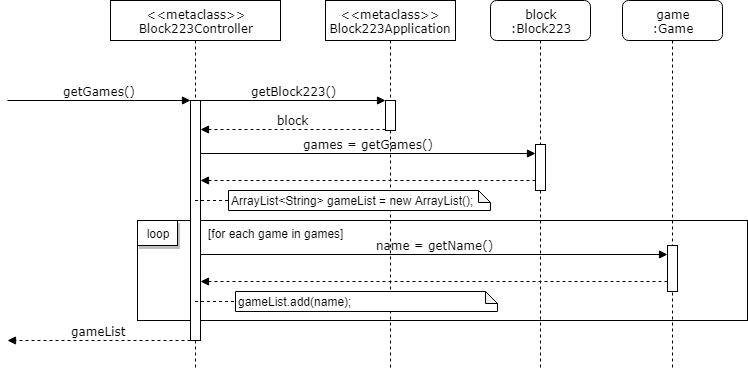 <<metaclass>>
Block223Controller
<<metaclass>>
Block223Application
block
:Block223
game
:Game
getGames()
getBlock223()
block
games = getGames()
ArrayList<String> gameList = new ArrayList();
loop
[for each game in games]
name = getName()
gameList.add(name);
gameList